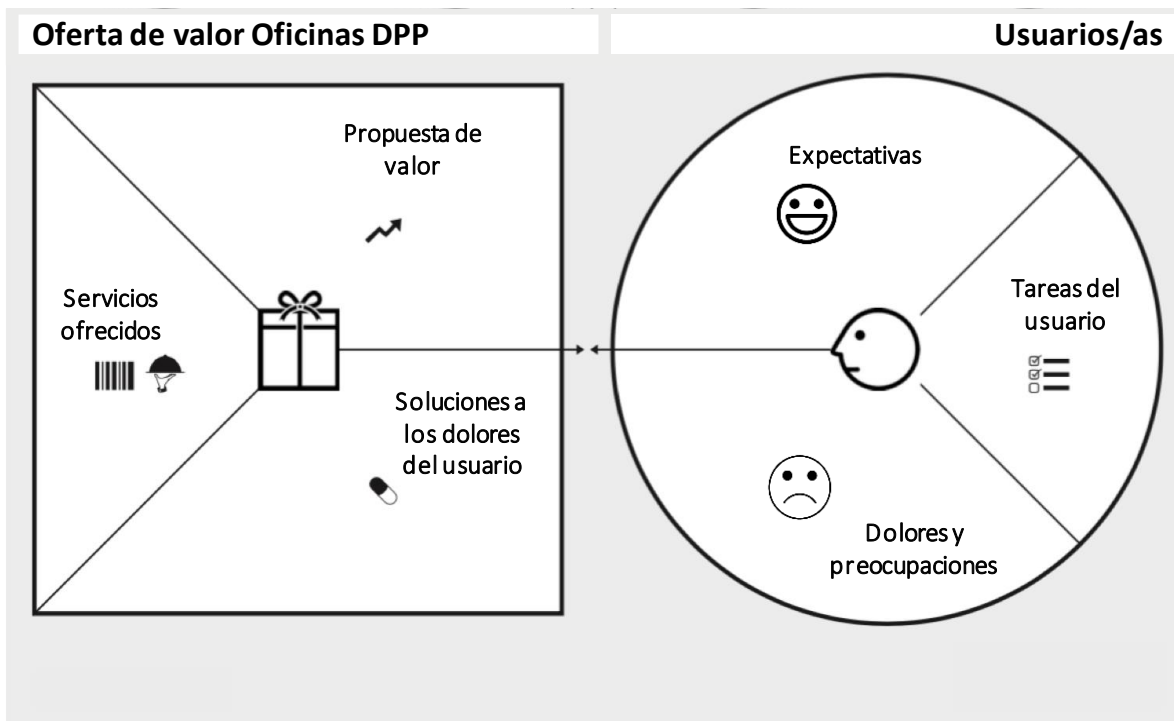 Oferta de valor Oficinas DPP
Usuarios/as
Propuesta de
valor
Servicios
ofrecidos
Soluciones a
los dolores
del usuario
Expectativas
Tareas del
usuario
Dolores y
preocupaciones